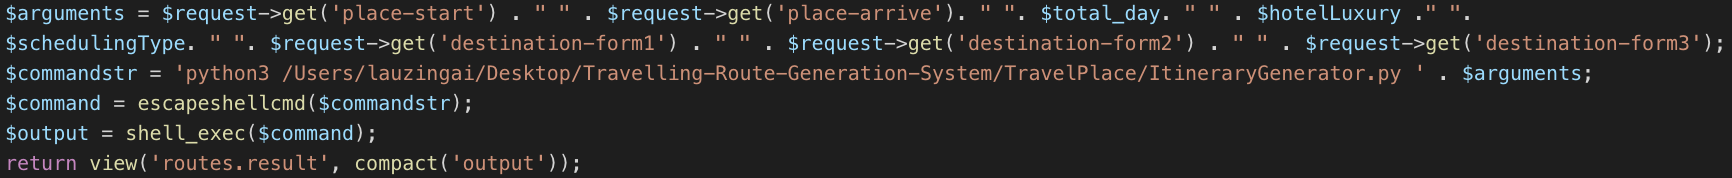 $arguments = $request->get('place-start') . " " . $request->get('place-arrive'). " ". $total_day. " " . $hotelLuxury ." ".
$schedulingType. " ". $request->get('destination-form1') . " " . $request->get('destination-form2') . " " . $request->get('destination-form3');
$commandstr = 'python3 /Users/lauzingai/Desktop/Travelling-Route-Generation-System/TravelPlace/ItineraryGenerator.py ' . $arguments;
$command = escapeshellcmd($commandstr);
$output = shell_exec($command);
return view('routes.result', compact('output'));